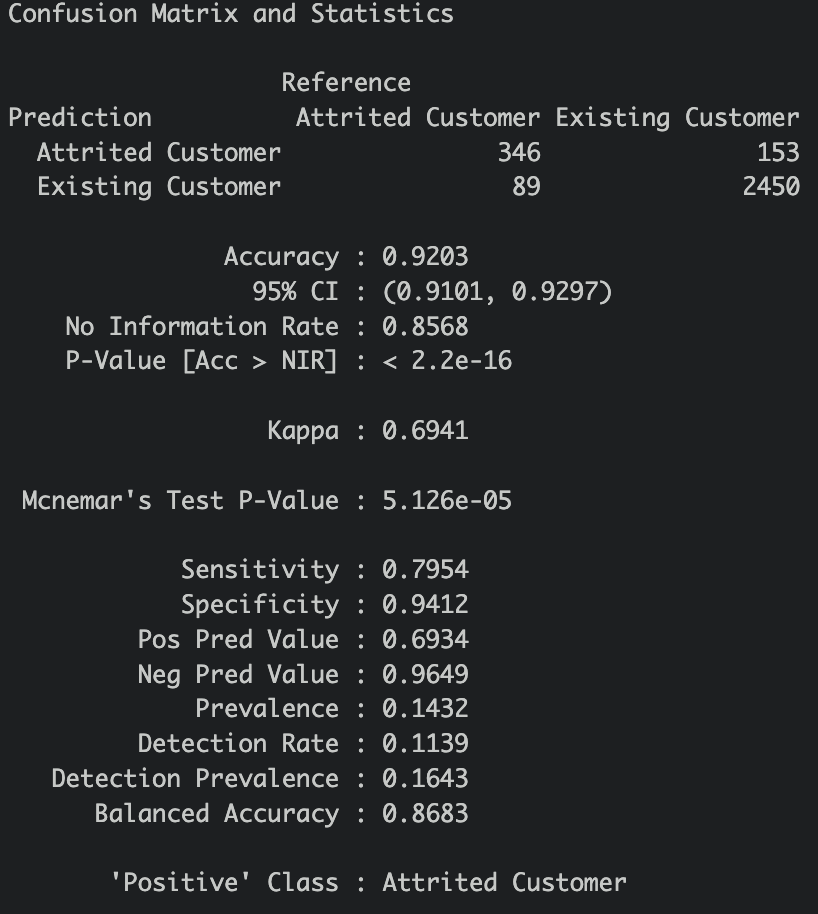 Confusion Matrix and Statistics
Reference
Prediction Attrited Customer Existing Customer
Attrited Customer 346 153
Existing Customer 89 2450
Accuracy : 0.9203
95% CI : (0.9101, 0.9297)
No Information Rate : 0.8568
P-Value [Acc > NIR] : < 2.2e-16
Kappa : 0.6941
Mcnemar's Test P-Value : 5.126e-05
Sensitivity : 0.7954
Specificity : 0.9412
Pos Pred Value : 0.6934
Neg Pred Value : 0.9649
Prevalence : 0.1432
Detection Rate : 0.1139
Detection Prevalence : 0.1643
Balanced Accuracy : 0.8683
'Positive' Class : Attrited Customer